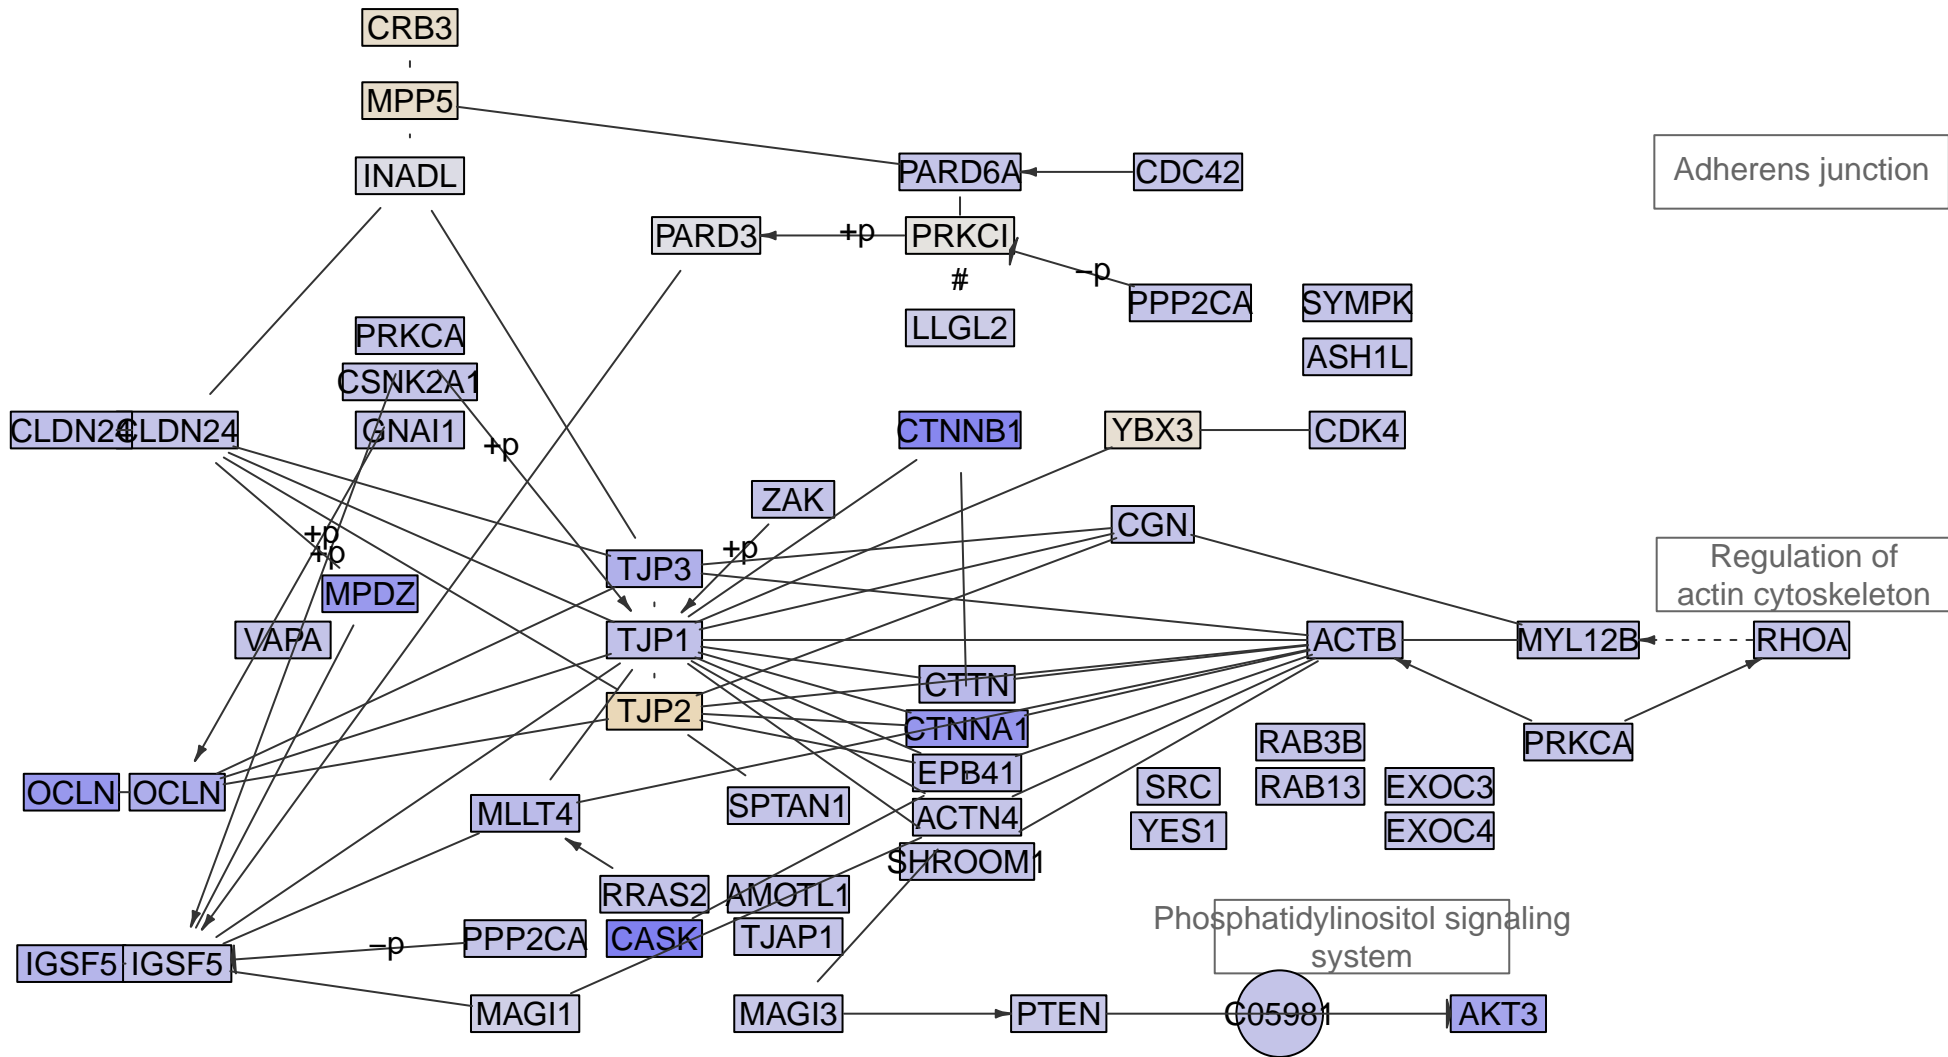 CRB3
MPP5
INADL
PARD6A
CDC42
Adherens junction
PARD3
+p
PRKCI
#
–p
PPP2CA
SYMPK
PRKCA
LLGL2
ASH1L
CSNK2A1
CLDN24
CLDN24
GNAI1
+p
CTNNB1
YBX3
CDK4
ZAK
CGN
+p
+p
+p
TJP3
MPDZ
Regulation of
actin cytoskeleton
VAPA
TJP1
ACTB
MYL12B
RHOA
CTTN
TJP2
CTNNA1
RAB3B
PRKCA
EPB41
OCLN
OCLN
SRC
RAB13
EXOC3
MLLT4
SPTAN1
ACTN4
YES1
EXOC4
SHROOM1
RRAS2
AMOTL1
PPP2CA
CASK
TJAP1
–p
Phosphatidylinositol signaling
system
IGSF5
IGSF5
MAGI1
MAGI3
PTEN
C05981
AKT3